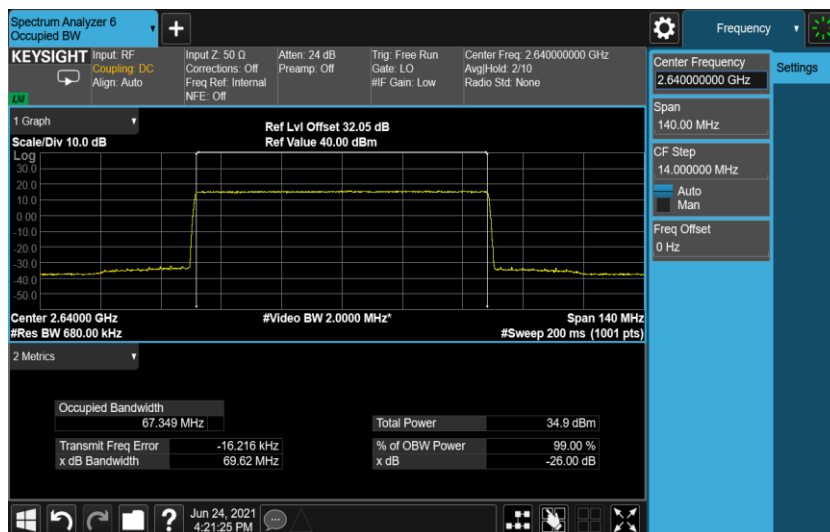 Spectrum Analyzer 6
Occupied BW
Frequency
KEYSIGHT
Input: RF
Coupling: DC
Align: Auto
Input Z: 50 Ω
Corrections: Off
Freq Ref: Internal
NFE: Off
Atten: 24 dB
Preamp: Off
Trig: Free Run
Gate: LO
#IF Gain: Low
Center Freq: 2.640000000 GHz
Avg|Hold: 2/10
Radio Std: None
LXI
Center Frequency
2.640000000 GHz
Settings
Span
140.00 MHz
CF Step
14.000000 MHz
Auto
Man
Freq Offset
0 Hz
1 Graph
Scale/Div 10.0 dB
Ref Lvl Offset 32.05 dB
Ref Value 40.00 dBm
Log
30.0
20.0
10.0
0.00
-10.0
-20.0
-30.0
-40.0
-50.0
Center 2.64000 GHz
#Res BW 680.00 kHz
#Video BW 2.0000 MHz*
Span 140 MHz
#Sweep 200 ms (1001 pts)
2 Metrics
Occupied Bandwidth
67.349 MHz
Transmit Freq Error -16.216 kHz
x dB Bandwidth 69.62 MHz
Total Power 34.9 dBm
% of OBW Power 99.00 %
x dB -26.00 dB
?
Jun 24, 2021
4:21:25 PM